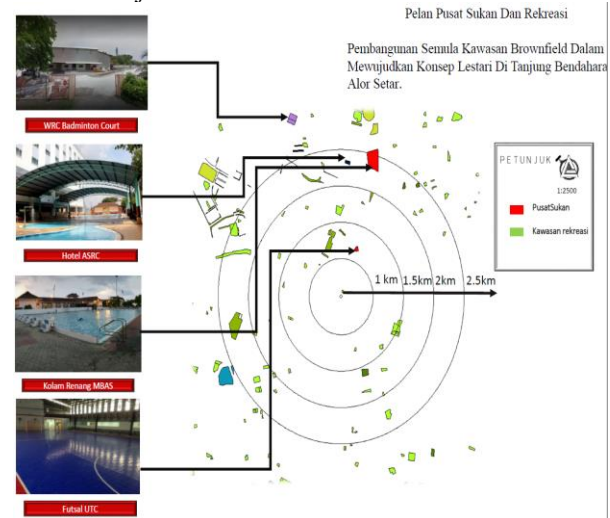 Pelan Pusat Sukan Dan Rekreasi
Pembangunan Semula Kawasan Brownfield Dalam
Mewujudkan Konsep Lestari Di Tanjung Bendahara
Alor Setar.
WRC Badminton Court
Hotel ASRC
Kolam Renang MBAS
Futsal UTC
PETUNJUK
1:2500
PusatSukan
Kawasan rekreasi
1 km 1.5km 2km 2.5km